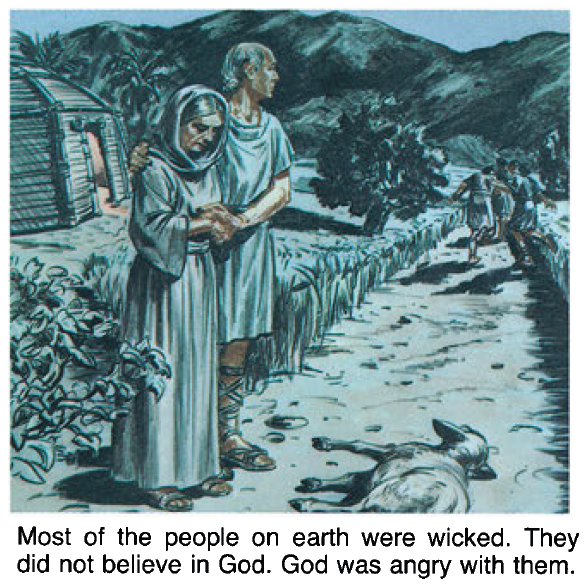 Most of the people on earth were wicked. They
did not believe in God. God was angry with them.